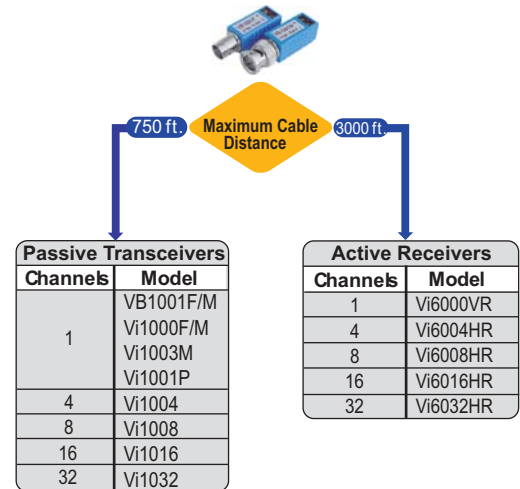 750 ft.
Maximum Cable
Distance
3000 ft.
Passive Transceivers
Channels Model
1
VB1001F/M
Vi1000F/M
Vi1003M
Vi1001P
4 Vi1004
8 Vi1008
16 Vi1016
32 Vi1032
Active Receivers
Channels Model
1 Vi6000VR
4 Vi6004HR
8 Vi6008HR
16 Vi6016HR
32 Vi6032HR